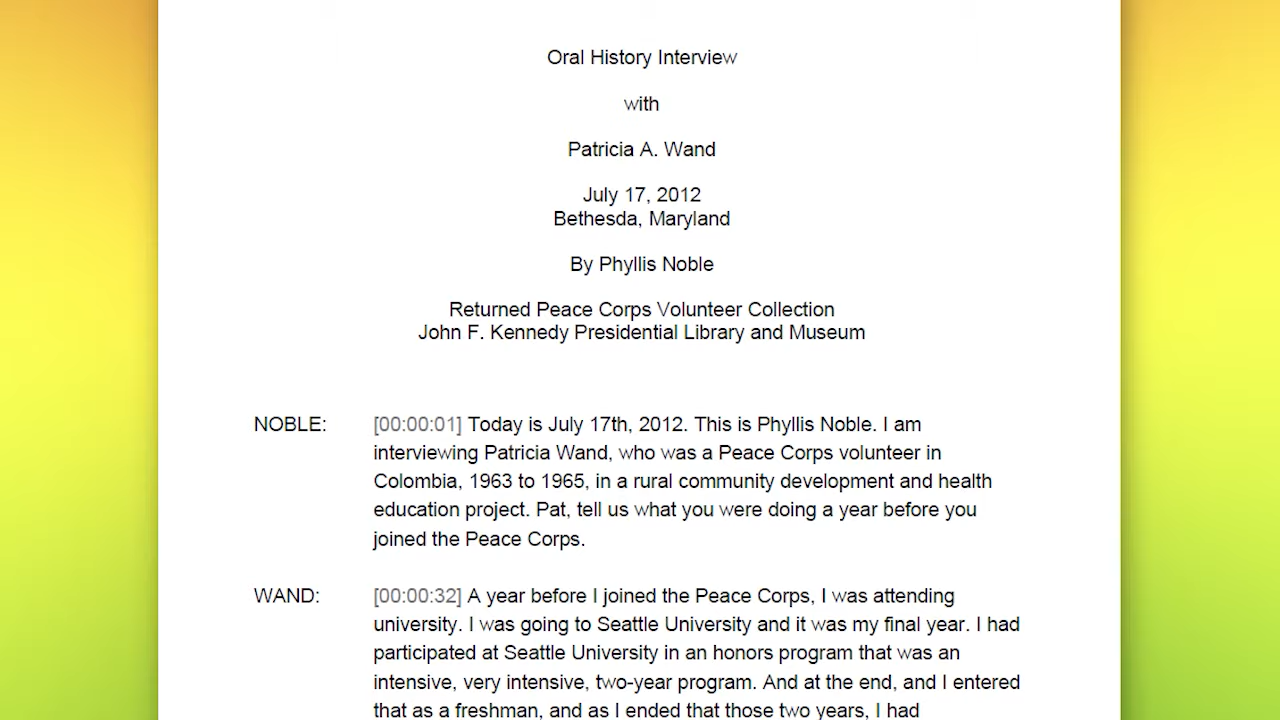 Oral History Interview
with
Patricia A. Wand
July 17, 2012
Bethesda, Maryland
By Phyllis Noble
Returned Peace Corps Volunteer Collection
John F. Kennedy Presidential Library and Museum
NOBLE: [00:00:01] Today is July 17th, 2012. This is Phyllis Noble. I am
interviewing Patricia Wand, who was a Peace Corps volunteer in
Colombia, 1963 to 1965, in a rural community development and health
education project. Pat, tell us what you were doing a year before you
joined the Peace Corps.
WAND: [00:00:32] A year before I joined the Peace Corps, I was attending
university. I was going to Seattle University and it was my final year. I had
participated at Seattle University in an honors program that was an
intensive, very intensive, two-year program. And at the end, and I entered
that as a freshman, and as I ended that those two years, I had